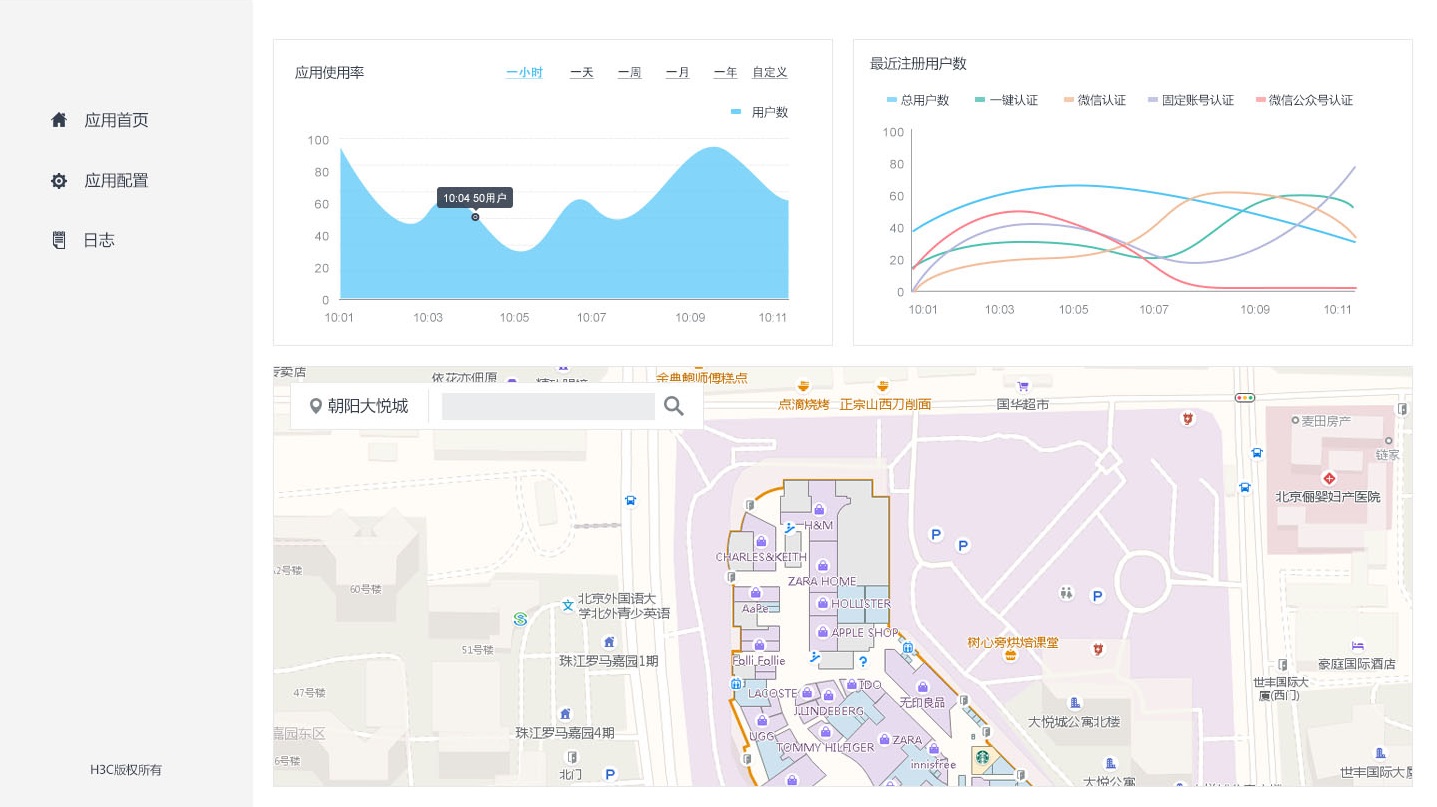 应用首页
应用配置
日志
H3C版权所有
应用使用率
一小时 一天 一周 一月 一年 自定义
用户数
100
80
60
40
20
0
10:04 50用户
10:01 10:03 10:05 10:07 10:09 10:11
最近注册用户数
总用户数 一键认证 微信认证 固定账号认证 微信公众号认证
100
80
60
40
20
0
10:01 10:03 10:05 10:07 10:09 10:11
专卖店
依花亦佃原
金典鲍师傅糕点
朝阳大悦城
点滴烧烤 正宗山西刀削面
国华超市
麦田房产
链家
北京俪婴妇产医院
H&M
CHARLES&KEITH
ZARA HOME
HOLLISTER
AaPe
APPLE SHOP
Folli Follie
LACOSTE
IDO
J.LINDEBERG
无印良品
UGG
TOMMY HILFIGER
ZARA
innisfree
P
P
P
?
60号楼
北京外国语大
学北外青少英语
文
S
51号楼
珠江罗马嘉园1期
47号楼
嘉园东区
珠江罗马嘉园4期
6号楼
北门
P
树心旁烘焙课堂
豪庭国际酒店
世丰国际大
厦(西门)
大悦城公寓北楼
大悦公寓
世丰国际大厦